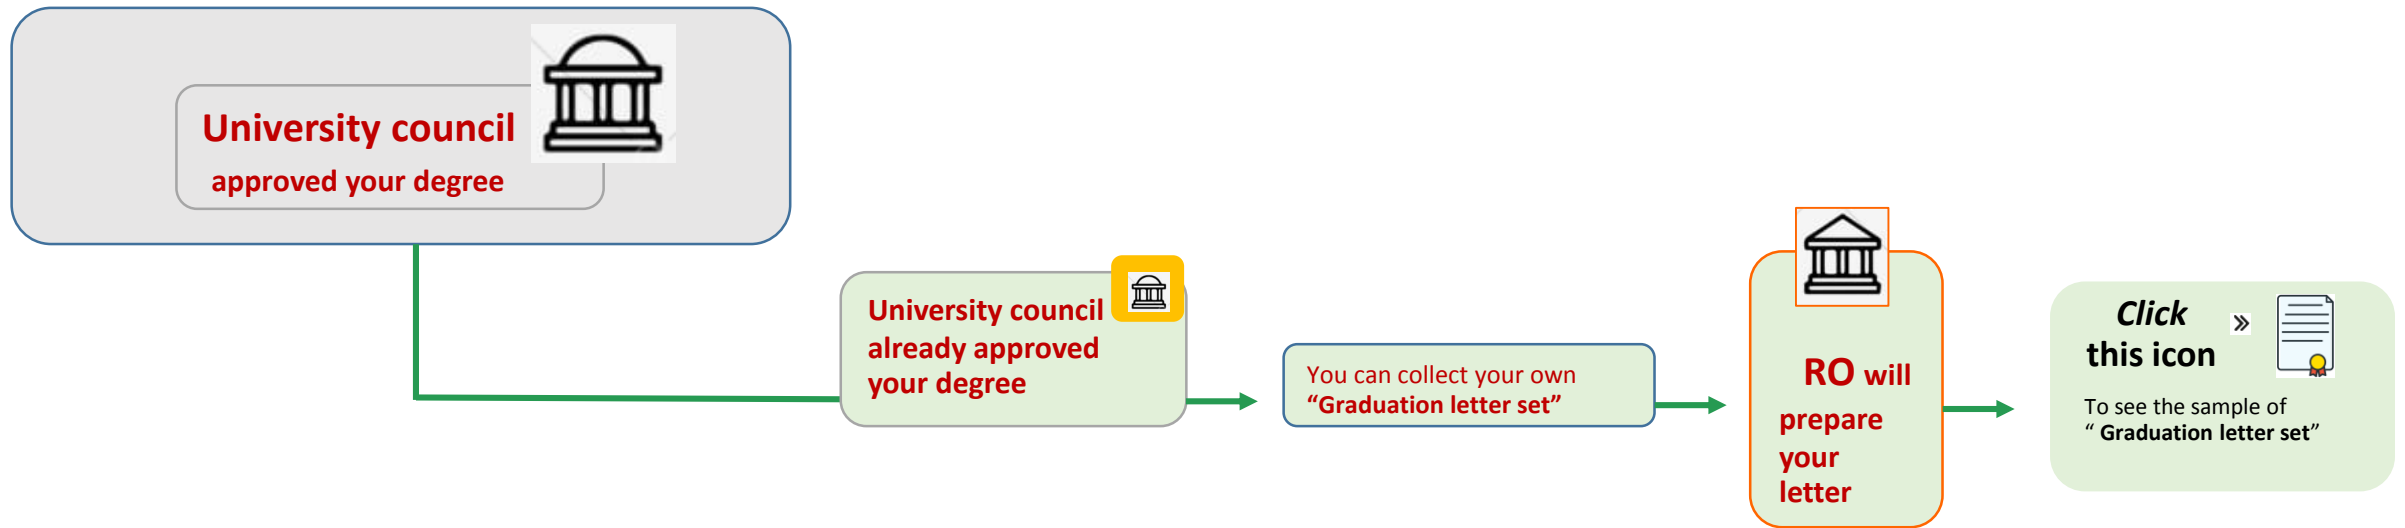 University council
approved your degree
University council
already approved
your degree
You can collect your own
“Graduation letter set”
RO will
prepare
your
letter
Click
this icon
»
To see the sample of
“ Graduation letter set”